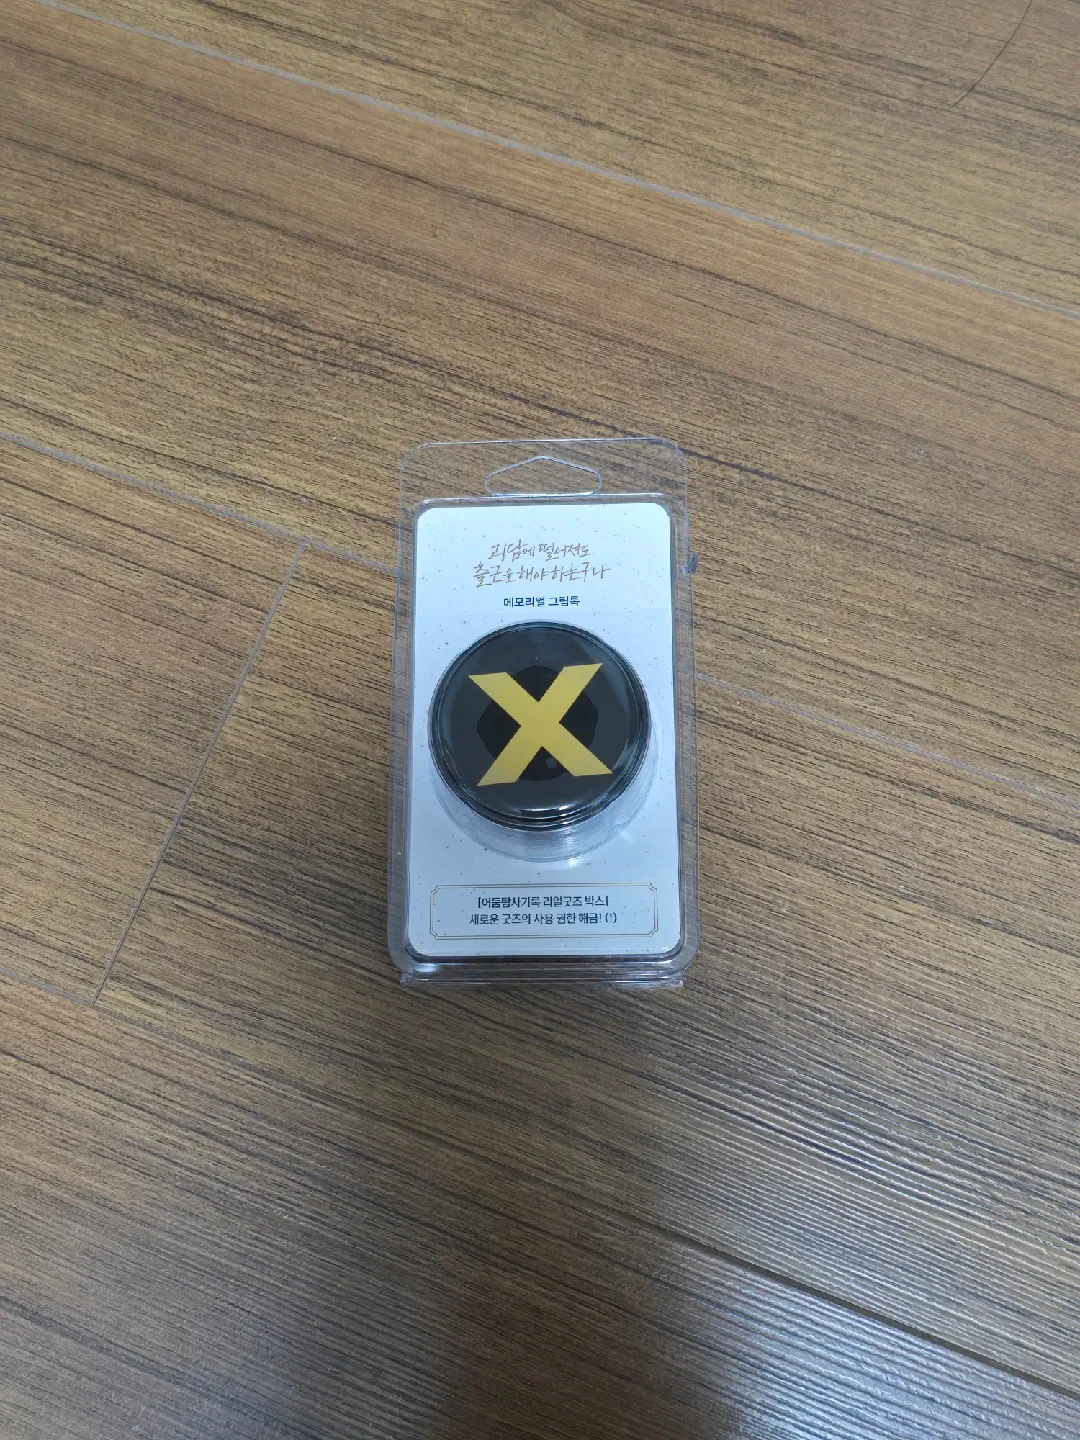 괴담에 떨어져도
출근을 해야 하는구나
메모리얼 그립톡
X
[어둠탐사기록 리얼굿즈 박스]
새로운 굿즈의 사용 권한 해금! (!)